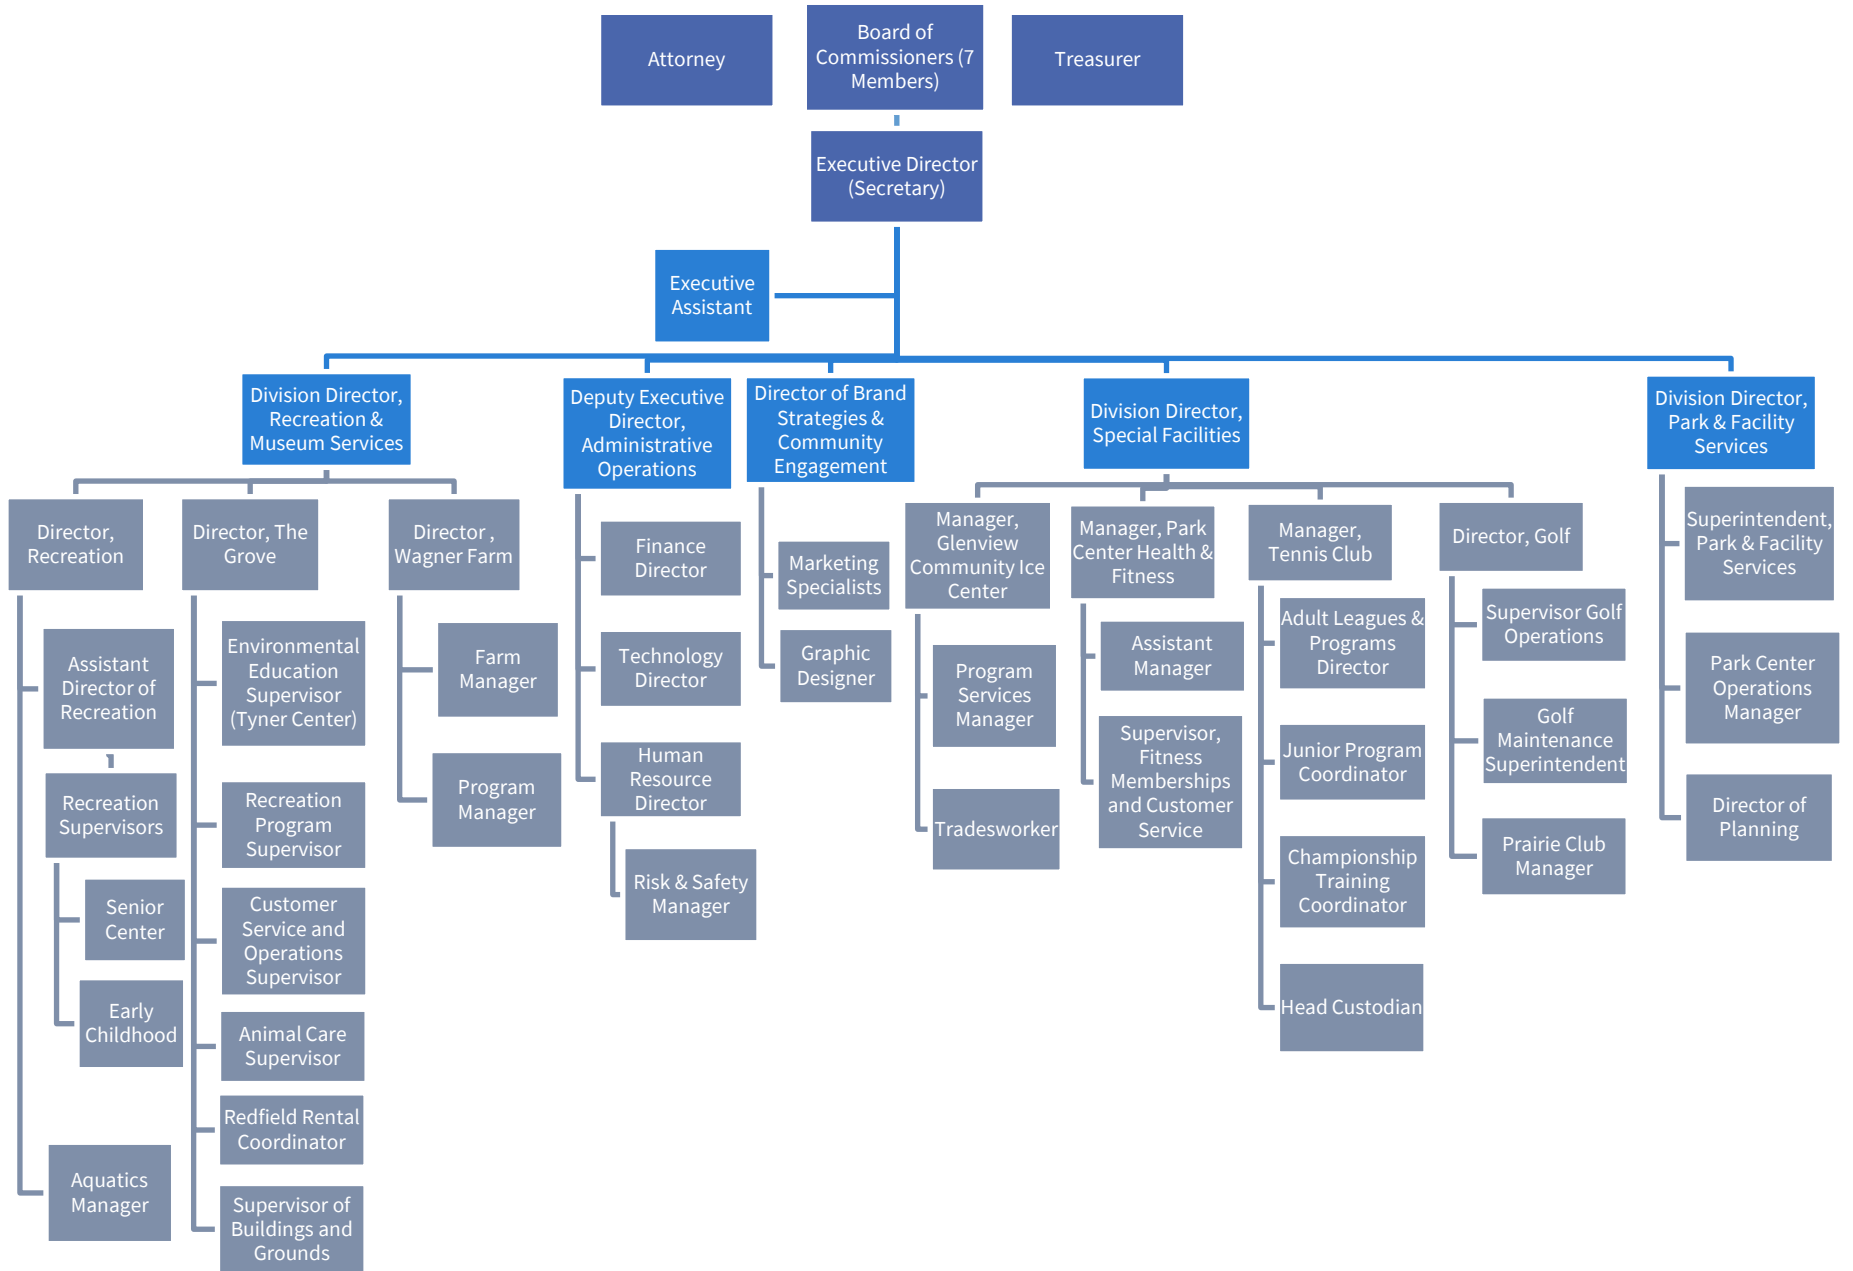 Attorney
Board of
Commissioners (7
Members)
Treasurer
Executive Director
(Secretary)
Executive
Assistant
Division Director,
Recreation &
Museum Services
Deputy Executive
Director,
Administrative
Operations
Director of Brand
Strategies &
Community
Engagement
Division Director,
Special Facilities
Division Director,
Park & Facility
Services
Director,
Recreation
Assistant
Director of
Recreation
Recreation
Supervisors
Senior
Center
Early
Childhood
Aquatics
Manager
Director, The
Grove
Environmental
Education
Supervisor
(Tyner Center)
Recreation
Program
Supervisor
Customer
Service and
Operations
Supervisor
Animal Care
Supervisor
Redfield Rental
Coordinator
Supervisor of
Buildings and
Grounds
Director ,
Wagner Farm
Farm
Manager
Program
Manager
Finance
Director
Technology
Director
Human
Resource
Director
Risk & Safety
Manager
Marketing
Specialists
Graphic
Designer
Manager,
Glenview
Community Ice
Center
Program
Services
Manager
Tradesworker
Manager, Park
Center Health &
Fitness
Assistant
Manager
Supervisor,
Fitness
Memberships
and Customer
Service
Manager,
Tennis Club
Adult Leagues &
Programs
Director
Junior Program
Coordinator
Championship
Training
Coordinator
Head Custodian
Director, Golf
Supervisor Golf
Operations
Golf
Maintenance
Superintendent
Prairie Club
Manager
Superintendent,
Park & Facility
Services
Park Center
Operations
Manager
Director of
Planning